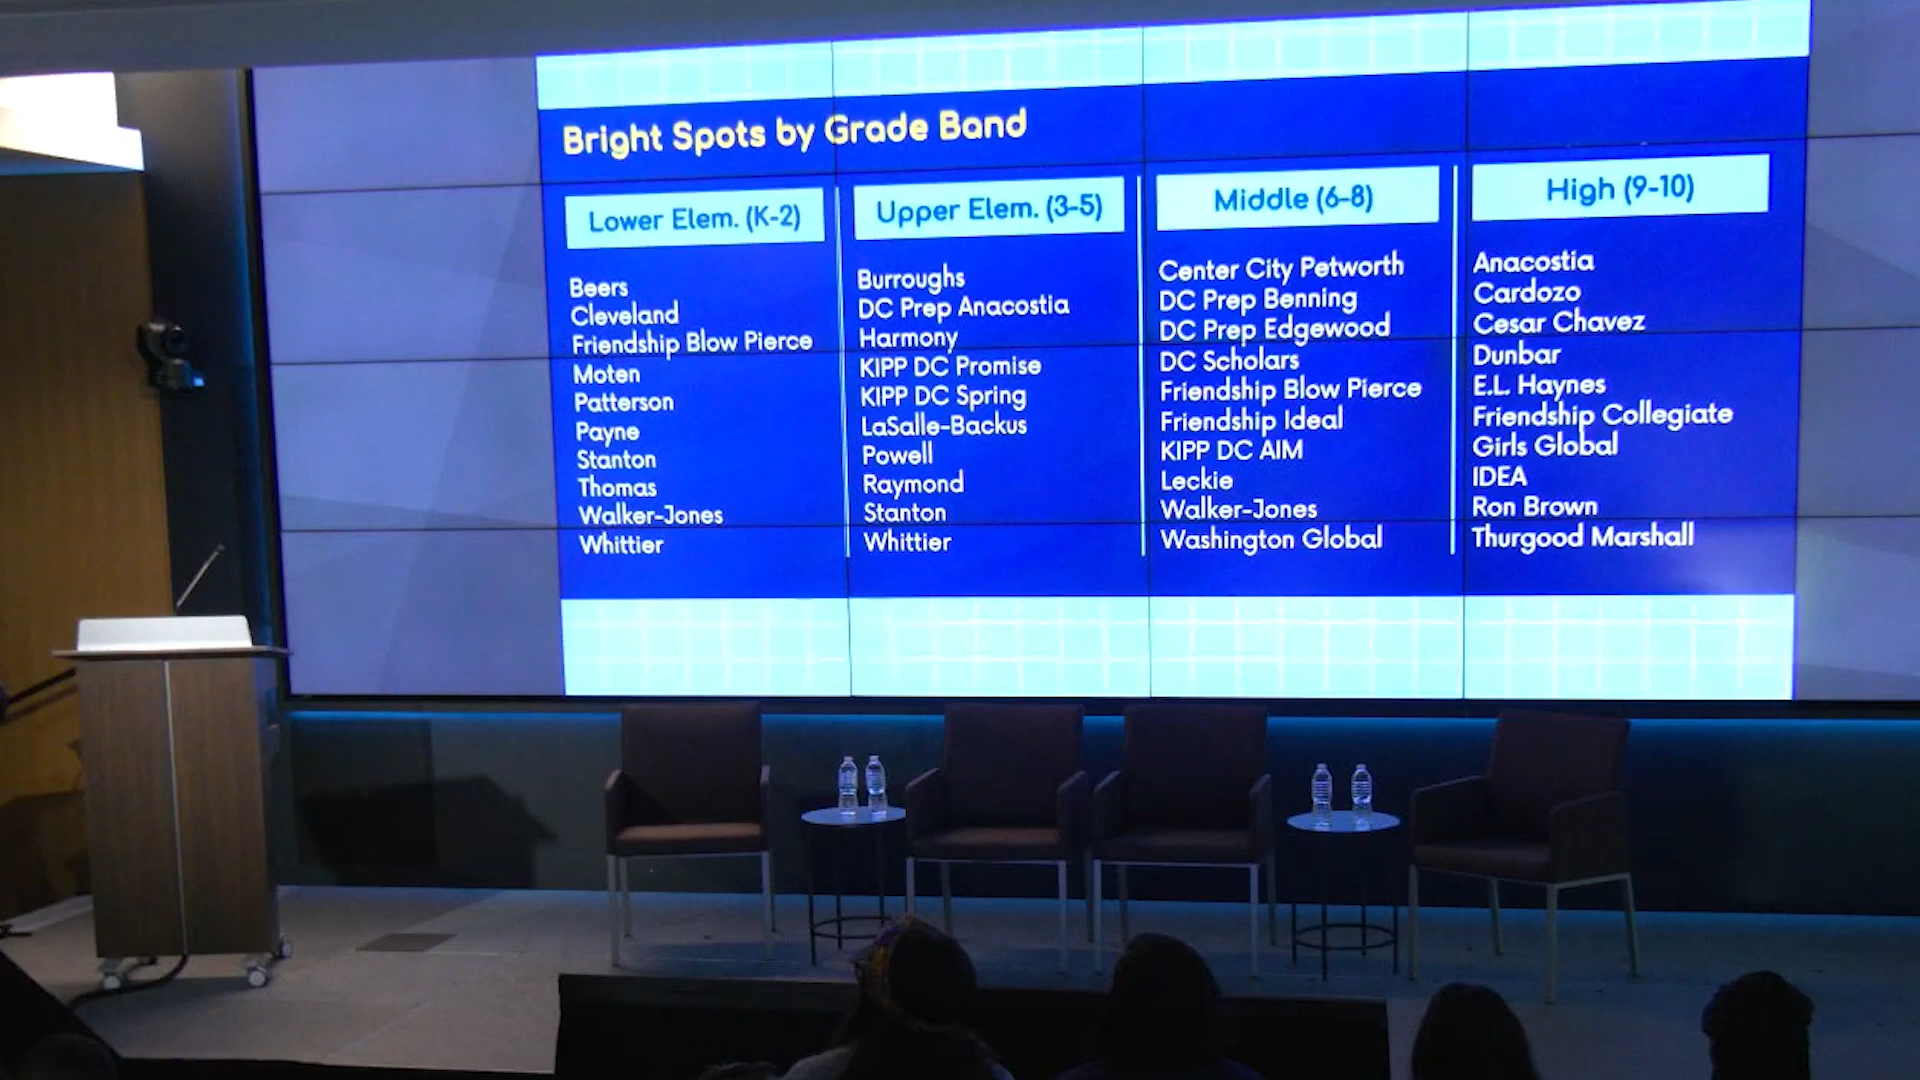 Bright Spots by Grade Band
Lower Elem. (K-2)
Beers
Cleveland
Friendship Blow Pierce
Moten
Patterson
Payne
Stanton
Thomas
Walker-Jones
Whittier
Upper Elem. (3-5)
Burroughs
DC Prep Anacostia
Harmony
KIPP DC Promise
KIPP DC Spring
LaSalle-Backus
Powell
Raymond
Stanton
Whittier
Middle (6-8)
Center City Petworth
DC Prep Benning
DC Prep Edgewood
DC Scholars
Friendship Blow Pierce
Friendship Ideal
KIPP DC AIM
Leckie
Walker-Jones
Washington Global
High (9-10)
Anacostia
Cardozo
Cesar Chavez
Dunbar
E.L. Haynes
Friendship Collegiate
Girls Global
IDEA
Ron Brown
Thurgood Marshall